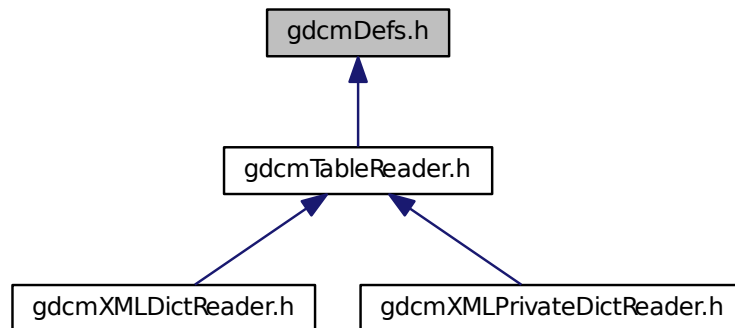 gdcmDefs.h
gdcmTableReader.h
gdcmXMLDictReader.h
gdcmXMLPrivateDictReader.h